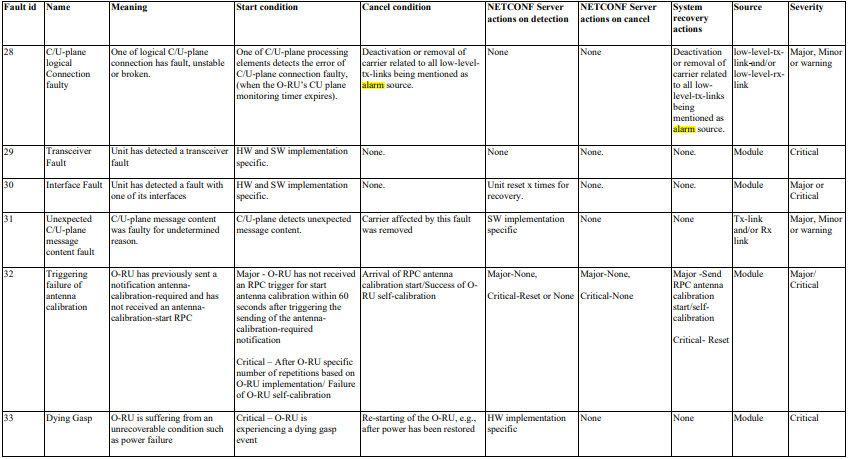 Fault id
Name
Meaning
Start condition
Cancel condition
NETCONF Server
actions on detection
NETCONF Server
actions on cancel
System
recovery
actions
Source
Severity
28
C/U-plane
logical
Connection
faulty
One of logical C/U-plane
connection has fault, unstable
or broken.
One of C/U-plane processing
elements detects the error of
C/U-plane connection faulty,
(when the O-RU's CU plane
monitoring timer expires).
Deactivation or removal of
carrier related to all low-level-
tx-links being mentioned as
alarm source.
None
None
Deactivation
or removal of
carrier related
to all low-
level-tx-links
being
mentioned as
alarm source.
low-level-tx-
link-and/or
low-level-rx-
link
Major, Minor
or warning
29
Transceiver
Fault
Unit has detected a transceiver
fault
HW and SW implementation
specific.
None.
None
None.
None.
Module
Critical
30
Interface Fault
Unit has detected a fault with
one of its interfaces
HW and SW implementation
specific.
None.
Unit reset x times for
recovery.
None.
None.
Module
Major or
Critical
31
Unexpected
C/U-plane
message
content fault
C/U-plane message content
was faulty for undetermined
reason.
C/U-plane detects unexpected
message content.
Carrier affected by this fault
was removed
SW implementation
specific
None
None
Tx-link
and/or Rx
link
Major, Minor
or warning
32
Triggering
failure of
antenna
calibration
O-RU has previously sent a
notification antenna-
calibration-required and has
not received an antenna-
calibration-start RPC
Major - O-RU has not received
an RPC trigger for start
antenna calibration within 60
seconds after triggering the
sending of the antenna-
calibration-required
notification
Critical – After O-RU specific
number of repetitions based on
O-RU implementation/ Failure
of O-RU self-calibration
Arrival of RPC antenna
calibration start/Success of O-
RU self-calibration
Major-None,
Critical-Reset or None
Major-None,
Critical-None
Major -Send
RPC antenna
calibration
start/self-
calibration
Critical- Reset
Module
Major/
Critical
33
Dying Gasp
O-RU is suffering from an
unrecoverable condition such
as power failure
Critical – O-RU is
experiencing a dying gasp
event
Re-starting of the O-RU, e.g.,
after power has been restored
HW implementation
specific
None
None
Module
Critical